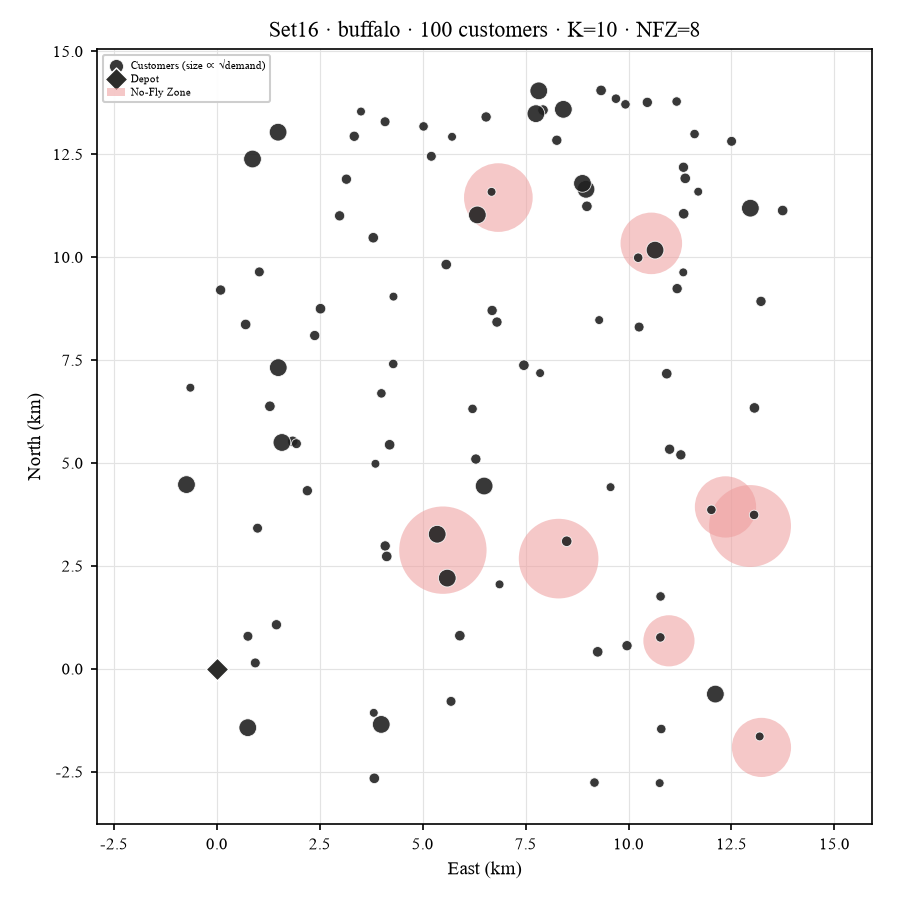 Set16 · buffalo · 100 customers · K=10 · NFZ=8
Customers (size ∝ √demand)
Depot
No-Fly Zone
15.0
12.5
10.0
7.5
5.0
2.5
0.0
-2.5
North (km)
-2.5 0.0 2.5 5.0 7.5 10.0 12.5 15.0
East (km)